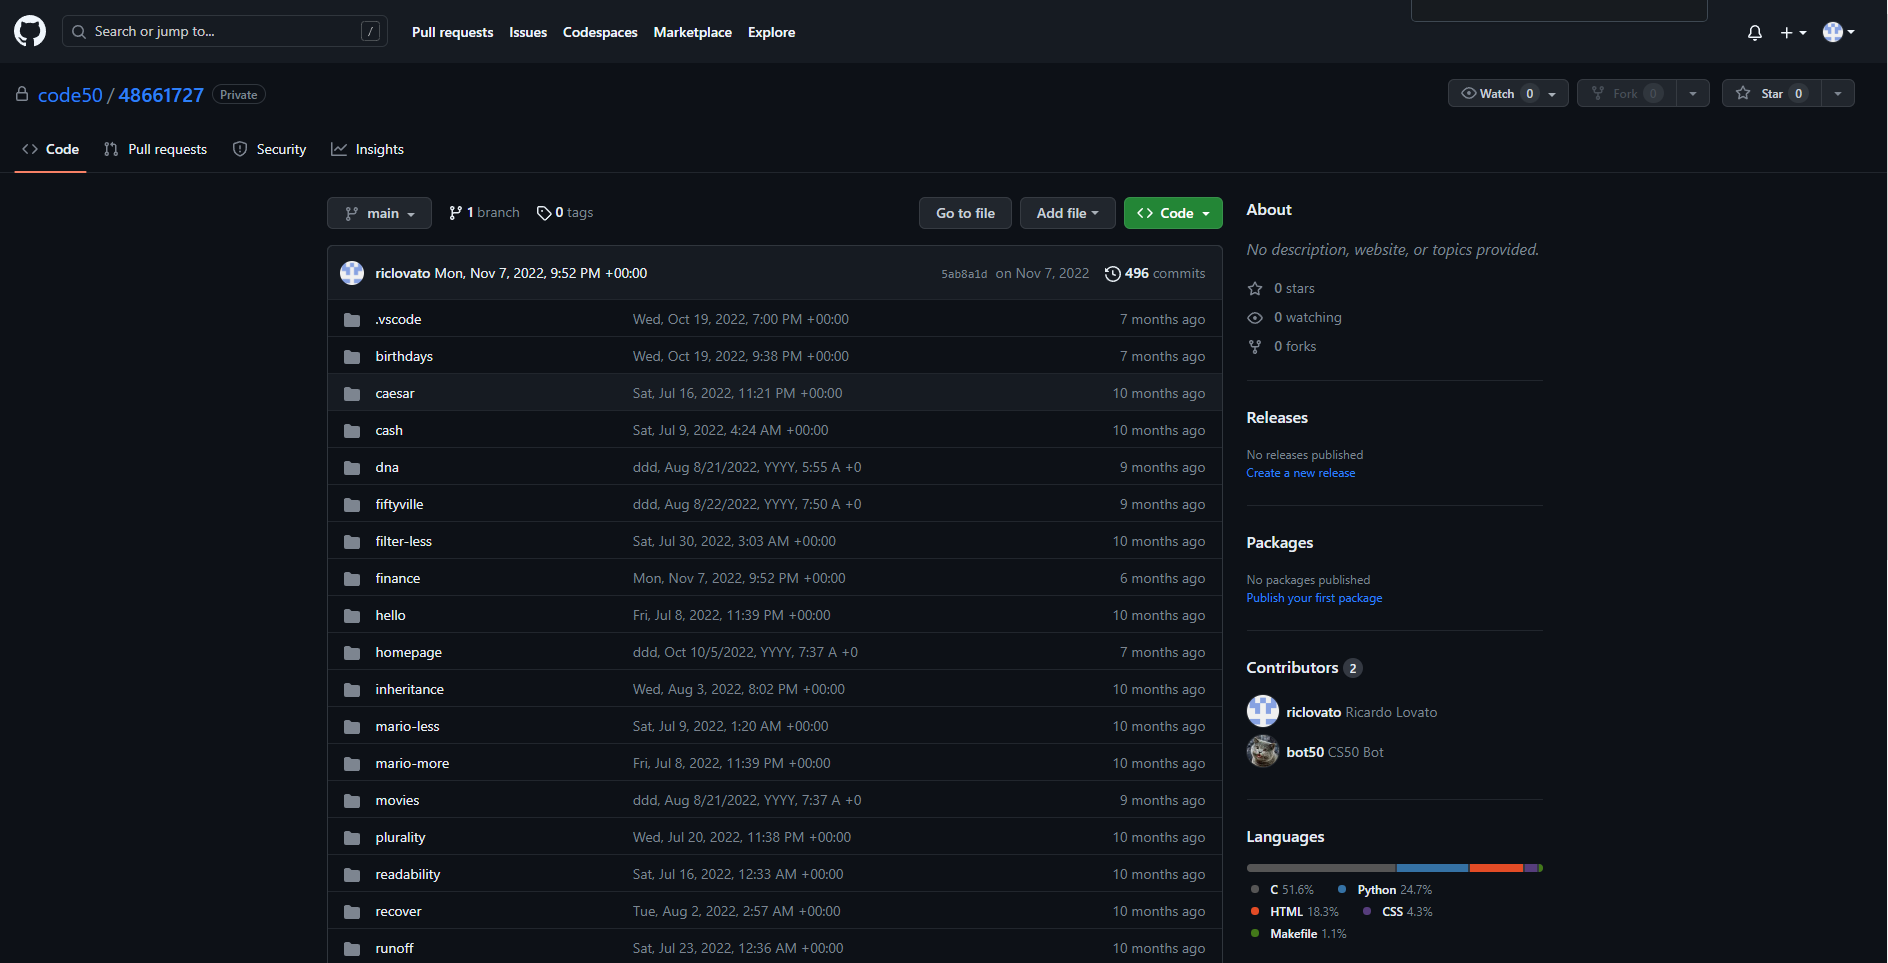 Search or jump to... /
Pull requests Issues Codespaces Marketplace Explore
code50 / 48661727 Private
Watch 0 Fork 0 Star 0
Code Pull requests Security Insights
main 1 branch 0 tags Go to file Add file Code
riclovato Mon, Nov 7, 2022, 9:52 PM +00:00 5ab8a1d on Nov 7, 2022 496 commits
.vscode Wed, Oct 19, 2022, 7:00 PM +00:00 7 months ago
birthdays Wed, Oct 19, 2022, 9:38 PM +00:00 7 months ago
caesar Sat, Jul 16, 2022, 11:21 PM +00:00 10 months ago
cash Sat, Jul 9, 2022, 4:24 AM +00:00 10 months ago
dna ddd, Aug 8/21/2022, YYYY, 5:55 A +0 9 months ago
fiftyville ddd, Aug 8/22/2022, YYYY, 7:50 A +0 9 months ago
filter-less Sat, Jul 30, 2022, 3:03 AM +00:00 10 months ago
finance Mon, Nov 7, 2022, 9:52 PM +00:00 6 months ago
hello Fri, Jul 8, 2022, 11:39 PM +00:00 10 months ago
homepage ddd, Oct 10/5/2022, YYYY, 7:37 A +0 7 months ago
inheritance Wed, Aug 3, 2022, 8:02 PM +00:00 10 months ago
mario-less Sat, Jul 9, 2022, 1:20 AM +00:00 10 months ago
mario-more Fri, Jul 8, 2022, 11:39 PM +00:00 10 months ago
movies ddd, Aug 8/21/2022, YYYY, 7:37 A +0 9 months ago
plurality Wed, Jul 20, 2022, 11:38 PM +00:00 10 months ago
readability Sat, Jul 16, 2022, 12:33 AM +00:00 10 months ago
recover Tue, Aug 2, 2022, 2:57 AM +00:00 10 months ago
runoff Sat, Jul 23, 2022, 12:36 AM +00:00 10 months ago
About
No description, website, or topics provided.
0 stars
0 watching
0 forks
Releases
No releases published
Create a new release
Packages
No packages published
Publish your first package
Contributors 2
riclovato Ricardo Lovato
bot50 CS50 Bot
Languages
C 51.6% Python 24.7%
HTML 18.3% CSS 4.3%
Makefile 1.1%